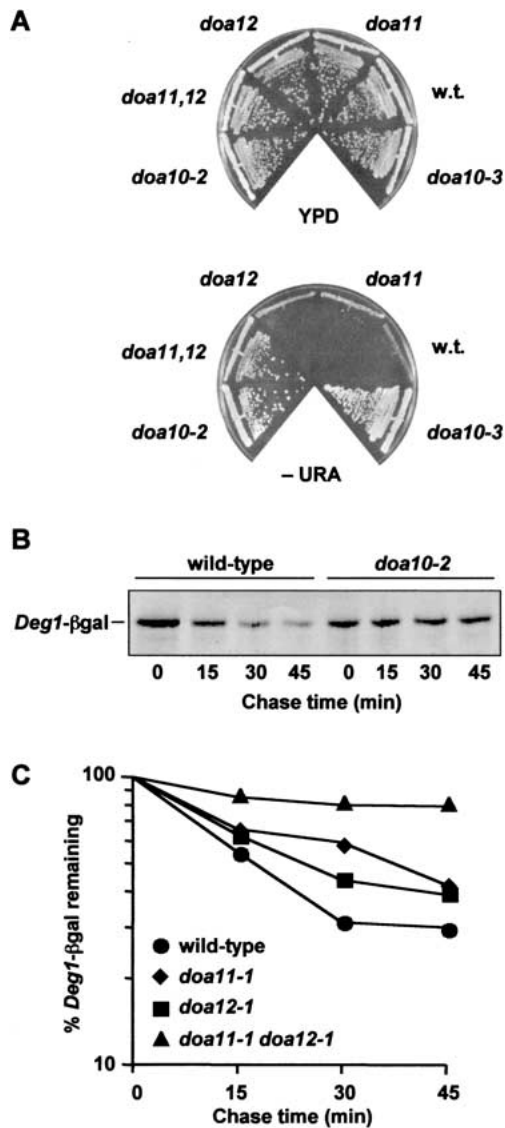 A
doa12
doa11
doa11,12
w.t.
doa10-2
doa10-3
YPD
doa12
doa11
doa11,12
w.t.
doa10-2
doa10-3
– URA
B
wild-type
doa10-2
Deg1-βgal
0 15 30 45 0 15 30 45
Chase time (min)
C
% Deg1-βgal remaining
100
10
wild-type
doa11-1
doa12-1
doa11-1 doa12-1
0 15 30 45
Chase time (min)